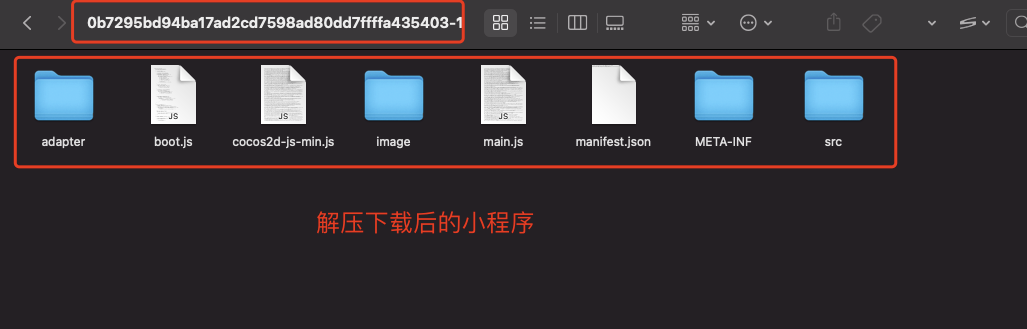 0b7295bd94ba17ad2cd7598ad80dd7ffffa435403-1
JS
JS
JS
adapter
boot.js
cocos2d-js-min.js
image
main.js
manifest.json
META-INF
src
解压下载后的小程序